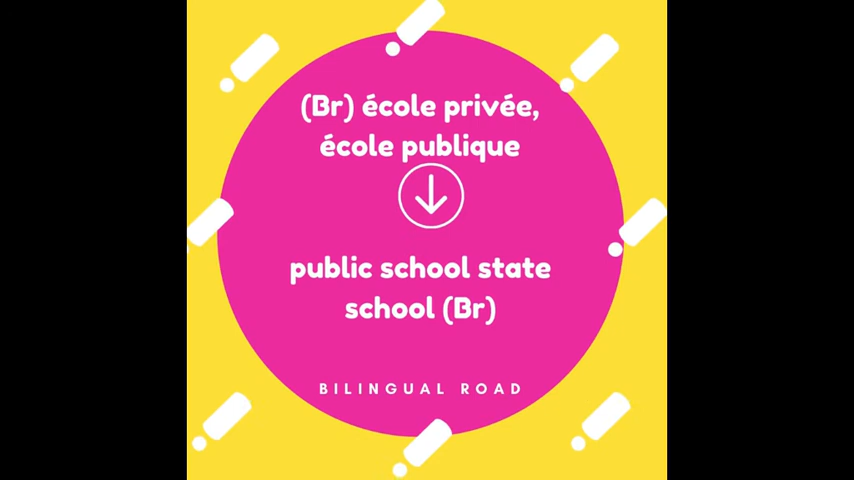 (Br) école privée,
école publique
public school state
school (Br)
BILINGUAL ROAD